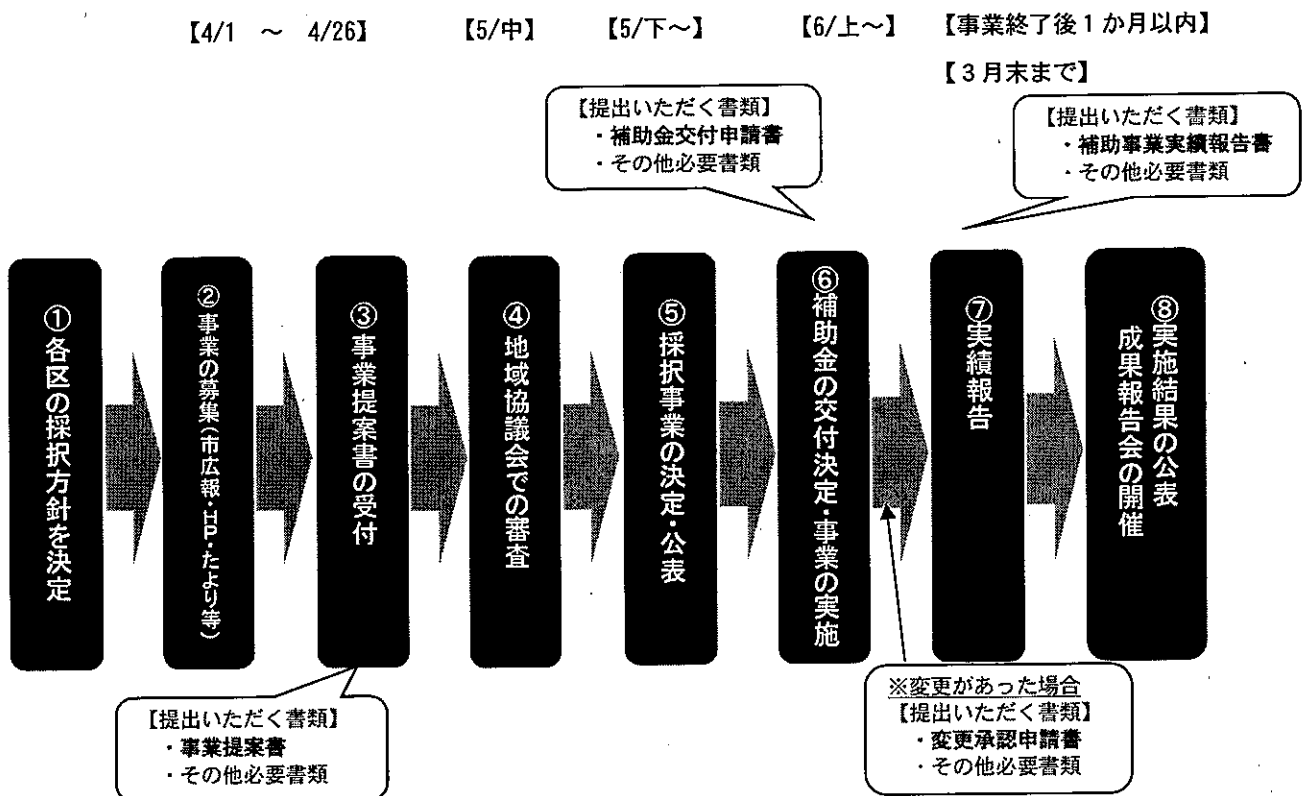 【4/1 ～ 4/26】
【5/中】
【5/下～】
【6/上～】
【事業終了後１か月以内】
【３月末まで】
【提出いただく書類】
・補助金交付申請書
・その他必要書類
【提出いただく書類】
・補助事業実績報告書
・その他必要書類
①各区の採択方針を決定
②事業の募集（市広報・HP・たより等）
③事業提案書の受付
④地域協議会での審査
⑤採択事業の決定・公表
⑥補助金の交付決定・事業の実施
⑦実績報告
⑧実施結果の公表
成果報告会の開催
【提出いただく書類】
・事業提案書
・その他必要書類
※変更があった場合
【提出いただく書類】
・変更承認申請書
・その他必要書類